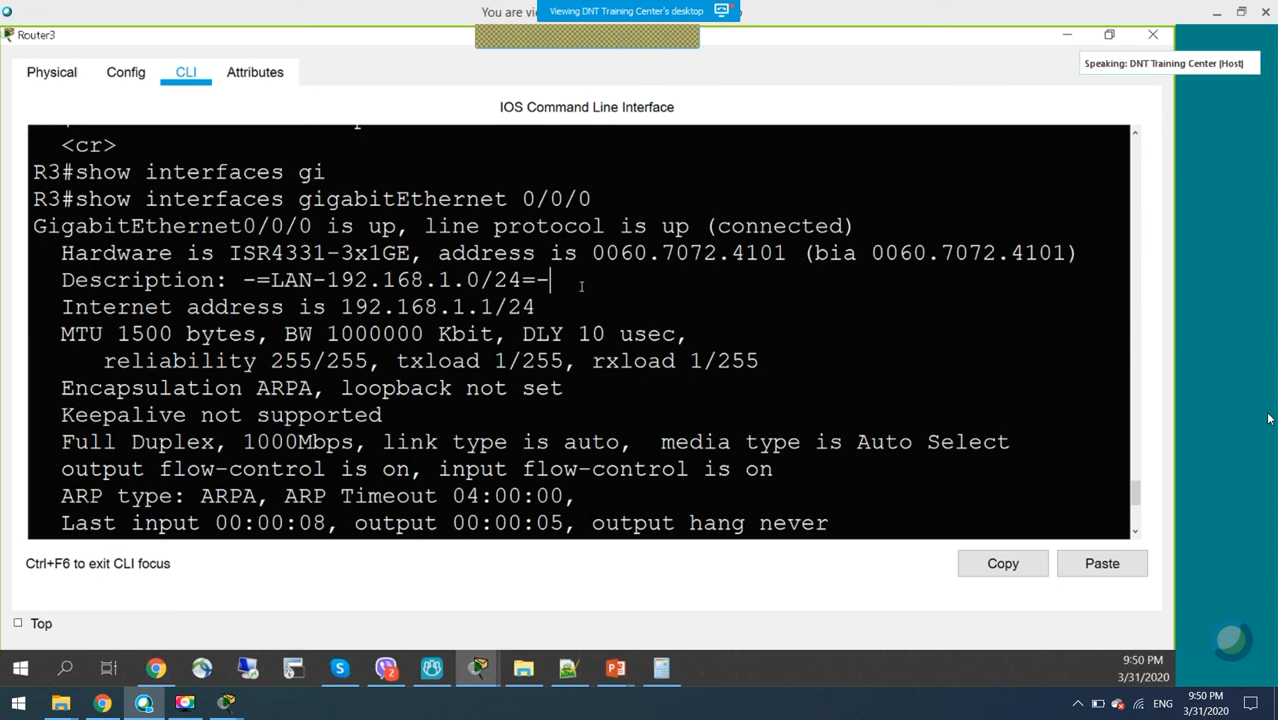 You are vie
Viewing DNT Training Center's desktop
Router3
Speaking: DNT Training Center (Host)
Physical
Config
CLI
Attributes
IOS Command Line Interface
<cr>
R3#show interfaces gi
R3#show interfaces gigabitEthernet 0/0/0
GigabitEthernet0/0/0 is up, line protocol is up (connected)
Hardware is ISR4331-3x1GE, address is 0060.7072.4101 (bia 0060.7072.4101)
Description: -=LAN-192.168.1.0/24=-
Internet address is 192.168.1.1/24
MTU 1500 bytes, BW 1000000 Kbit, DLY 10 usec,
reliability 255/255, txload 1/255, rxload 1/255
Encapsulation ARPA, loopback not set
Keepalive not supported
Full Duplex, 1000Mbps, link type is auto,  media type is Auto Select
output flow-control is on, input flow-control is on
ARP type: ARPA, ARP Timeout 04:00:00,
Last input 00:00:08, output 00:00:05, output hang never
Ctrl+F6 to exit CLI focus
Copy
Paste
Top
2
9:50 PM
3/31/2020
ENG
9:50 PM
3/31/2020